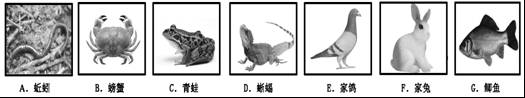 A. 蚯蚓 B. 螃蟹 C. 青蛙 D. 蜥蜴 E. 家鸽 F. 家兔 G. 鲫鱼